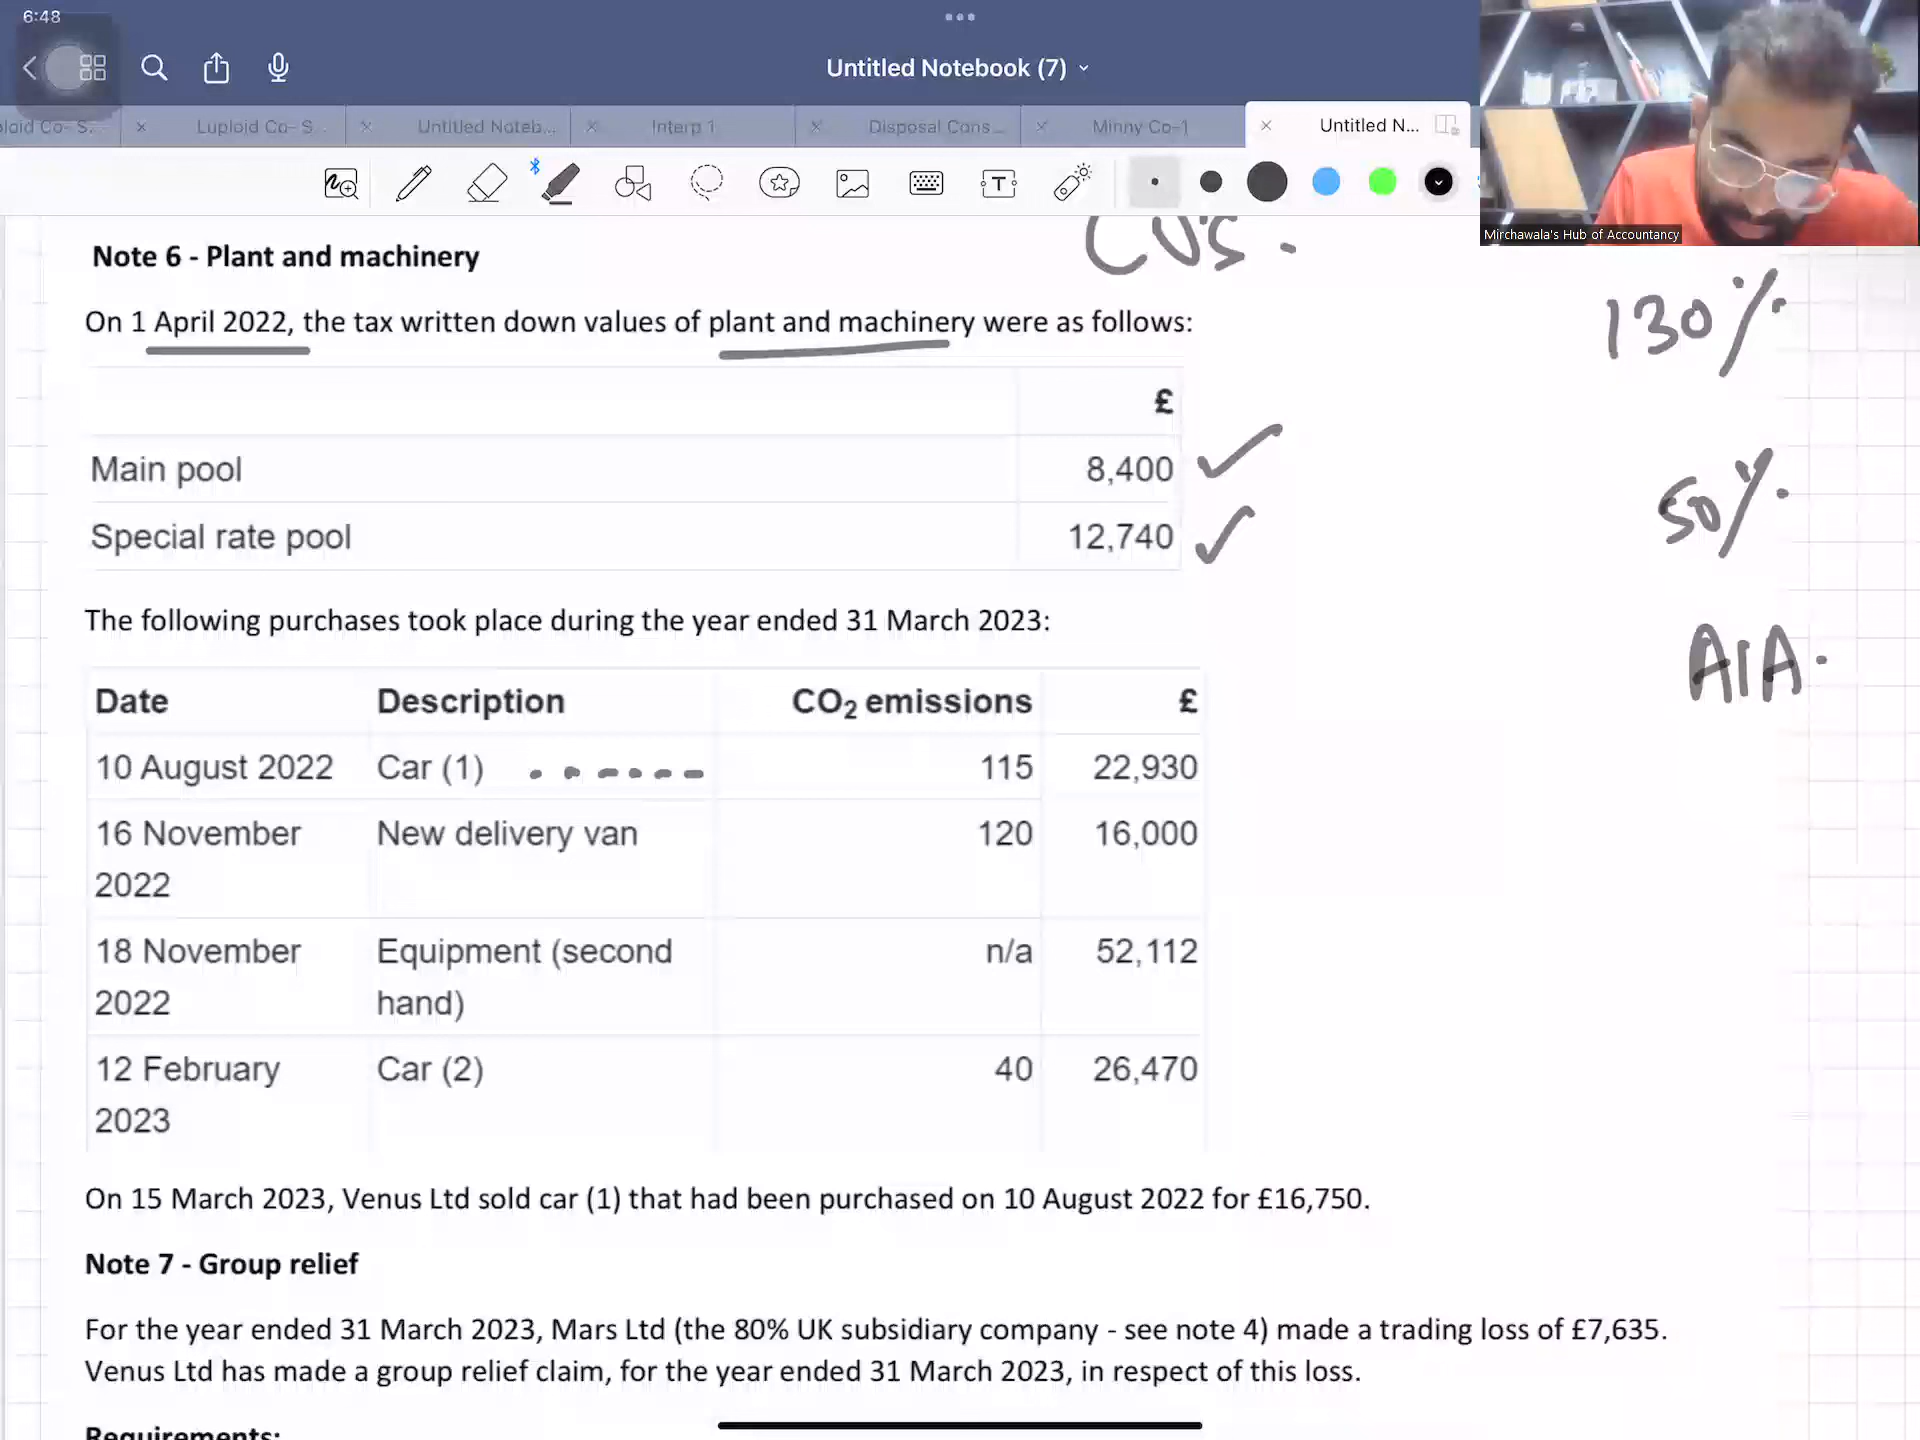 6:48
Untitled Notebook (7)
loid Co- S...
Luploid Co- S...
Untitled Noteb...
Interp 1
Disposal Cons...
Minny Co-1
Untitled N...
T
Mirchawala's Hub of Accountancy
Note 6 - Plant and machinery
130%
On 1 April 2022, the tax written down values of plant and machinery were as follows:
£
Main pool 8,400
50%
Special rate pool 12,740
The following purchases took place during the year ended 31 March 2023:
AIA.
Date Description CO₂ emissions £
10 August 2022 Car (1) 115 22,930
16 November New delivery van 120 16,000
2022
18 November Equipment (second n/a 52,112
2022 hand)
12 February Car (2) 40 26,470
2023
On 15 March 2023, Venus Ltd sold car (1) that had been purchased on 10 August 2022 for £16,750.
Note 7 - Group relief
For the year ended 31 March 2023, Mars Ltd (the 80% UK subsidiary company - see note 4) made a trading loss of £7,635.
Venus Ltd has made a group relief claim, for the year ended 31 March 2023, in respect of this loss.
Requirements: